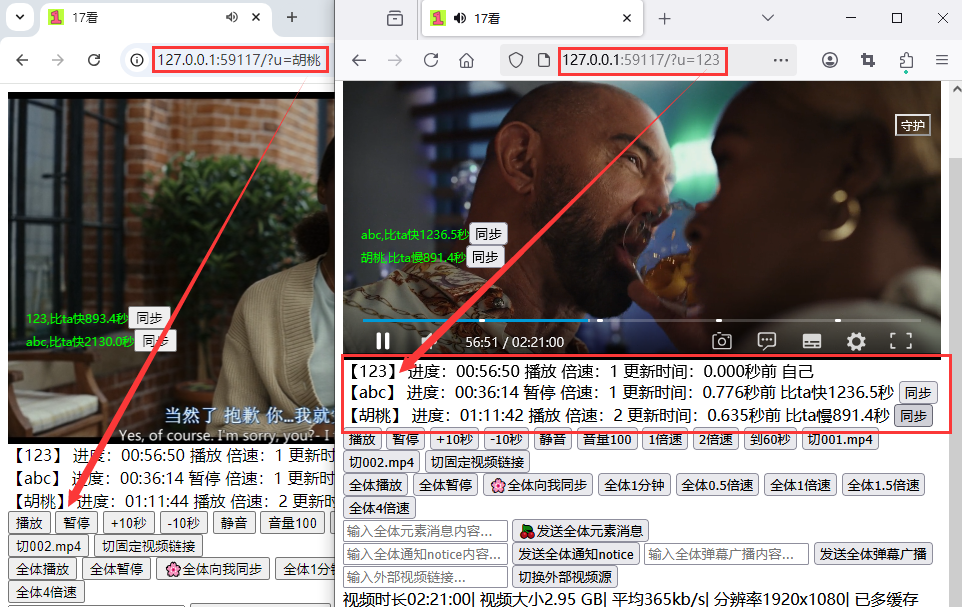 17看
127.0.0.1:59117/?u=胡桃
123,比ta快893.4秒 同步
abc,比ta快2130.0秒 同步
当然了 抱歉 你...我就
Yes, of course. I'm sorry, you?- I
【123】 进度：00:56:50 播放 倍速：1 更新时
【abc】 进度：00:36:14 暂停 倍速：1 更新时
【胡桃】 进度：01:11:44 播放 倍速：2 更新时
播放 暂停 +10秒 -10秒 静音 音量100
切002.mp4 切固定视频链接
全体播放 全体暂停 🌸全体向我同步 全体1分
全体4倍速
17看
127.0.0.1:59117/?u=123
守护
abc,比ta快1236.5秒 同步
胡桃,比ta慢891.4秒 同步
56:51 / 02:21:00
【123】 进度：00:56:50 播放 倍速：1 更新时间：0.000秒前 自己
【abc】 进度：00:36:14 暂停 倍速：1 更新时间：0.776秒前 比ta快1236.5秒 同步
【胡桃】 进度：01:11:42 播放 倍速：2 更新时间：0.635秒前 比ta慢891.4秒 同步
播放 暂停 +10秒 -10秒 静音 音量100 1倍速 2倍速 到60秒 切001.mp4
切002.mp4 切固定视频链接
全体播放 全体暂停 🌸全体向我同步 全体1分钟 全体0.5倍速 全体1倍速 全体1.5倍速
全体4倍速
输入全体元素消息内容... 🍒发送全体元素消息
输入全体通知notice内容... 发送全体通知notice 输入全体弹幕广播内容... 发送全体弹幕广播
输入外部视频链接... 切换外部视频源
视频时长02:21:00| 视频大小2.95 GB| 平均365kb/s| 分辨率1920x1080| 已多缓存